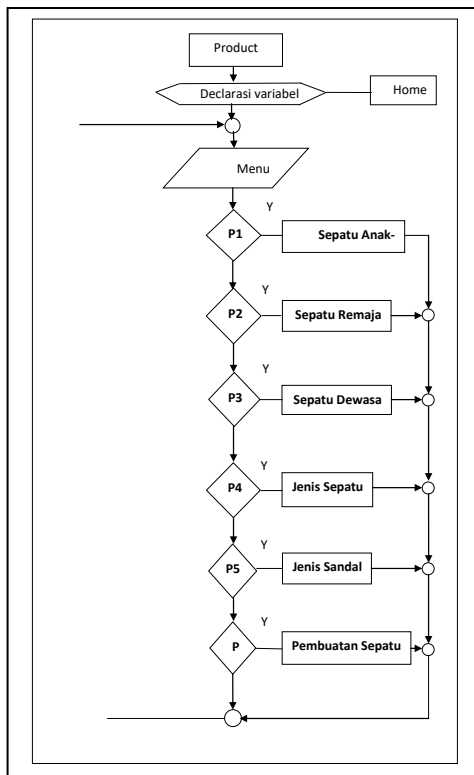 Product
Declarasi variabel
Home
Menu
Y
P1
Sepatu Anak-
Y
P2
Sepatu Remaja
Y
P3
Sepatu Dewasa
Y
P4
Jenis Sepatu
Y
P5
Jenis Sandal
Y
P
Pembuatan Sepatu